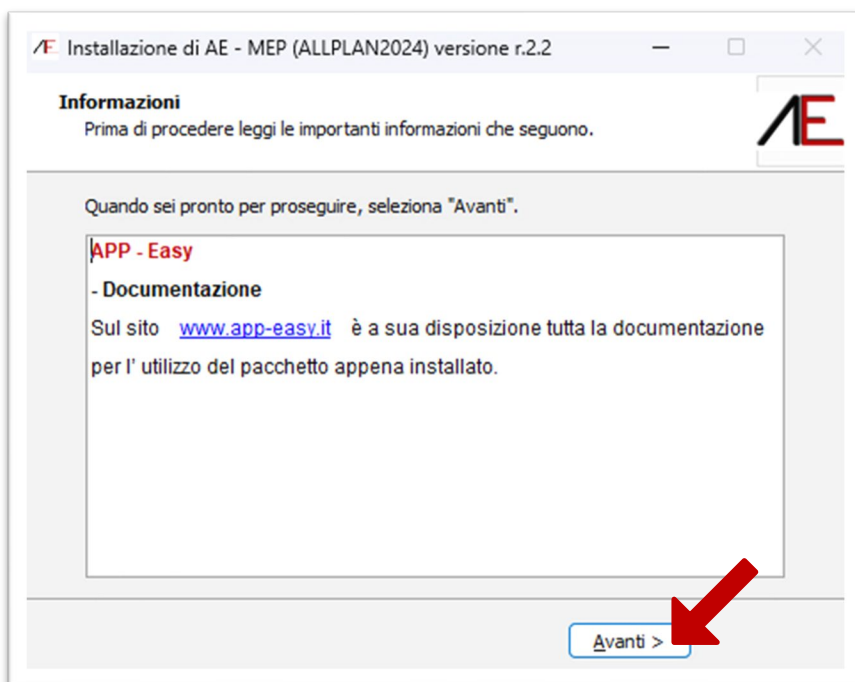 AE Installazione di AE - MEP (ALLPLAN2024) versione r.2.2
Informazioni
Prima di procedere leggi le importanti informazioni che seguono.
AE
Quando sei pronto per proseguire, seleziona "Avanti".
APP - Easy
- Documentazione
Sul sito www.app-easy.it è a sua disposizione tutta la documentazione
per l' utilizzo del pacchetto appena installato.
Avanti >